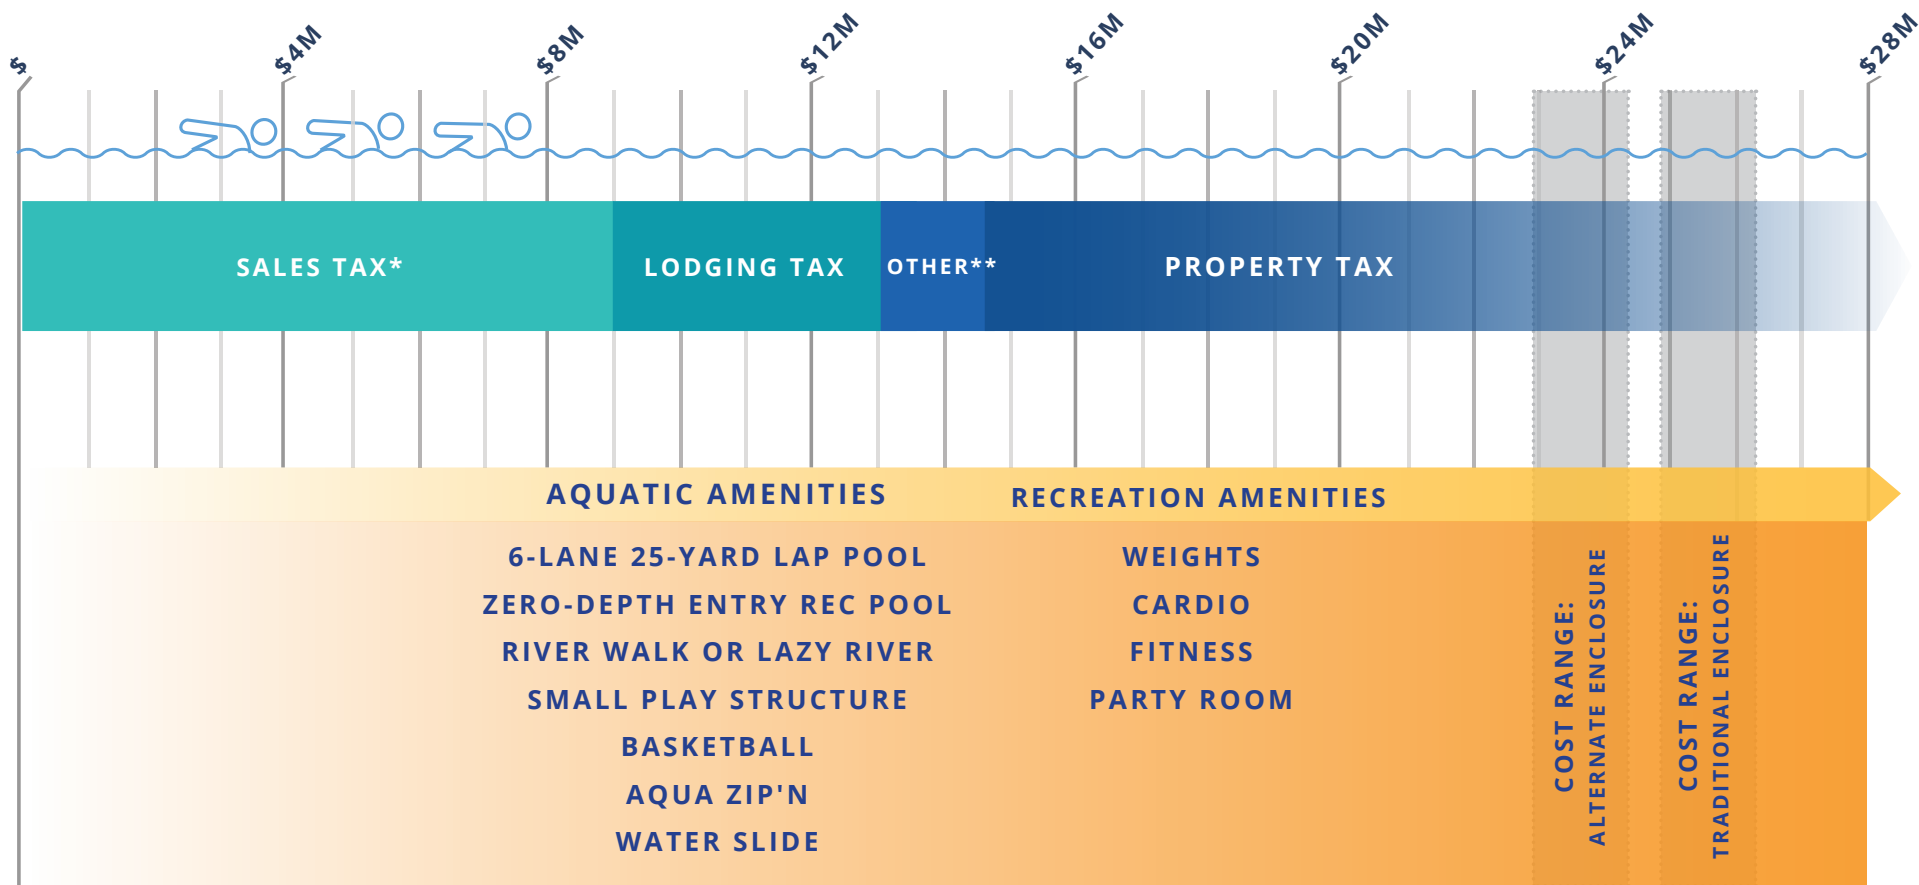 $
$4M
$8M
$12M
$16M
$20M
$24M
$28M
SALES TAX*
LODGING TAX
OTHER**
PROPERTY TAX
AQUATIC AMENITIES
6-LANE 25-YARD LAP POOL
ZERO-DEPTH ENTRY REC POOL
RIVER WALK OR LAZY RIVER
SMALL PLAY STRUCTURE
BASKETBALL
AQUA ZIP'N
WATER SLIDE
RECREATION AMENITIES
WEIGHTS
CARDIO
FITNESS
PARTY ROOM
COST RANGE:
ALTERNATE ENCLOSURE
COST RANGE:
TRADITIONAL ENCLOSURE